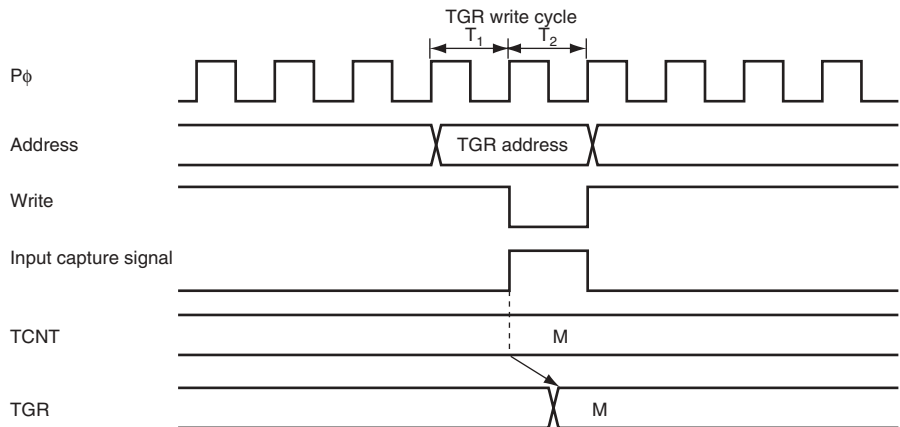 TGR write cycle
T1 T2
Pϕ
Address
TGR address
Write
Input capture signal
TCNT
M
TGR
M